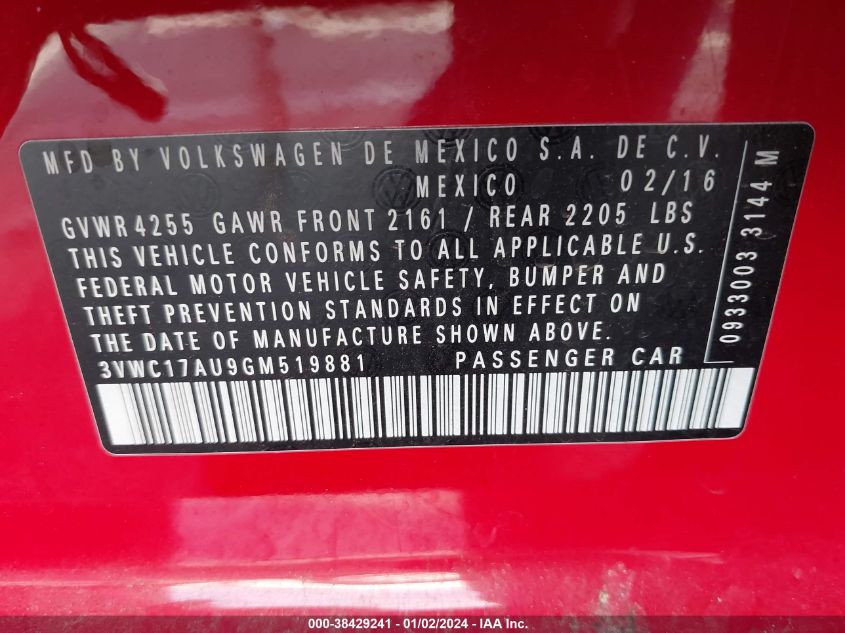 MFD BY VOLKSWAGEN DE MEXICO S.A. DE C.V.
MEXICO 02/16
GVWR 4255 GAWR FRONT 2161 / REAR 2205 LBS
THIS VEHICLE CONFORMS TO ALL APPLICABLE U.S.
FEDERAL MOTOR VEHICLE SAFETY, BUMPER AND
THEFT PREVENTION STANDARDS IN EFFECT ON
THE DATE OF MANUFACTURE SHOWN ABOVE.
3VWC17AU9GM519881 PASSENGER CAR
0933003 3144 M
000-38429241 - 01/02/2024 - IAA Inc.